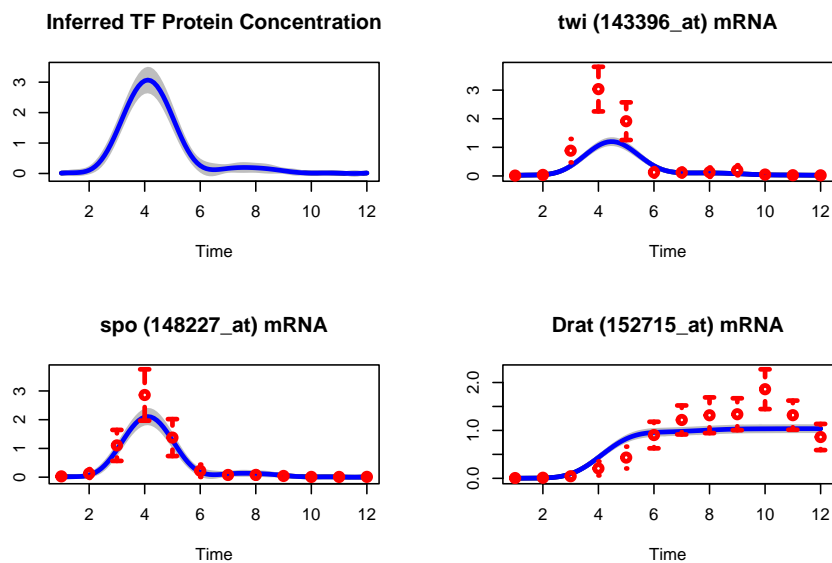 Inferred TF Protein Concentration
3
2
1
0
2 4 6 8 10 12
Time
twi (143396_at) mRNA
3
2
1
0
2 4 6 8 10 12
Time
spo (148227_at) mRNA
3
2
1
0
2 4 6 8 10 12
Time
Drat (152715_at) mRNA
2.0
1.0
0.0
2 4 6 8 10 12
Time